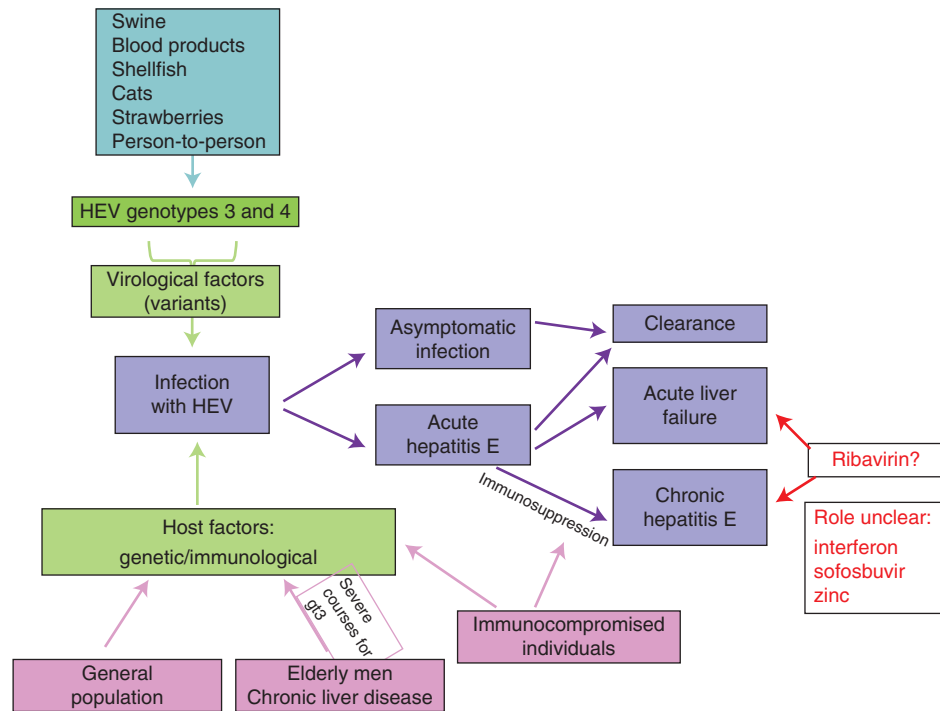 Swine
Blood products
Shellfish
Cats
Strawberries
Person-to-person
HEV genotypes 3 and 4
Virological factors
(variants)
Infection
with HEV
Asymptomatic
infection
Acute
hepatitis E
Clearance
Acute liver
failure
Chronic
hepatitis E
Immunosuppression
Ribavirin?
Role unclear:
interferon
sofosbuvir
zinc
Host factors:
genetic/immunological
Severe
courses for
gt3
Immunocompromised
individuals
General
population
Elderly men
Chronic liver disease